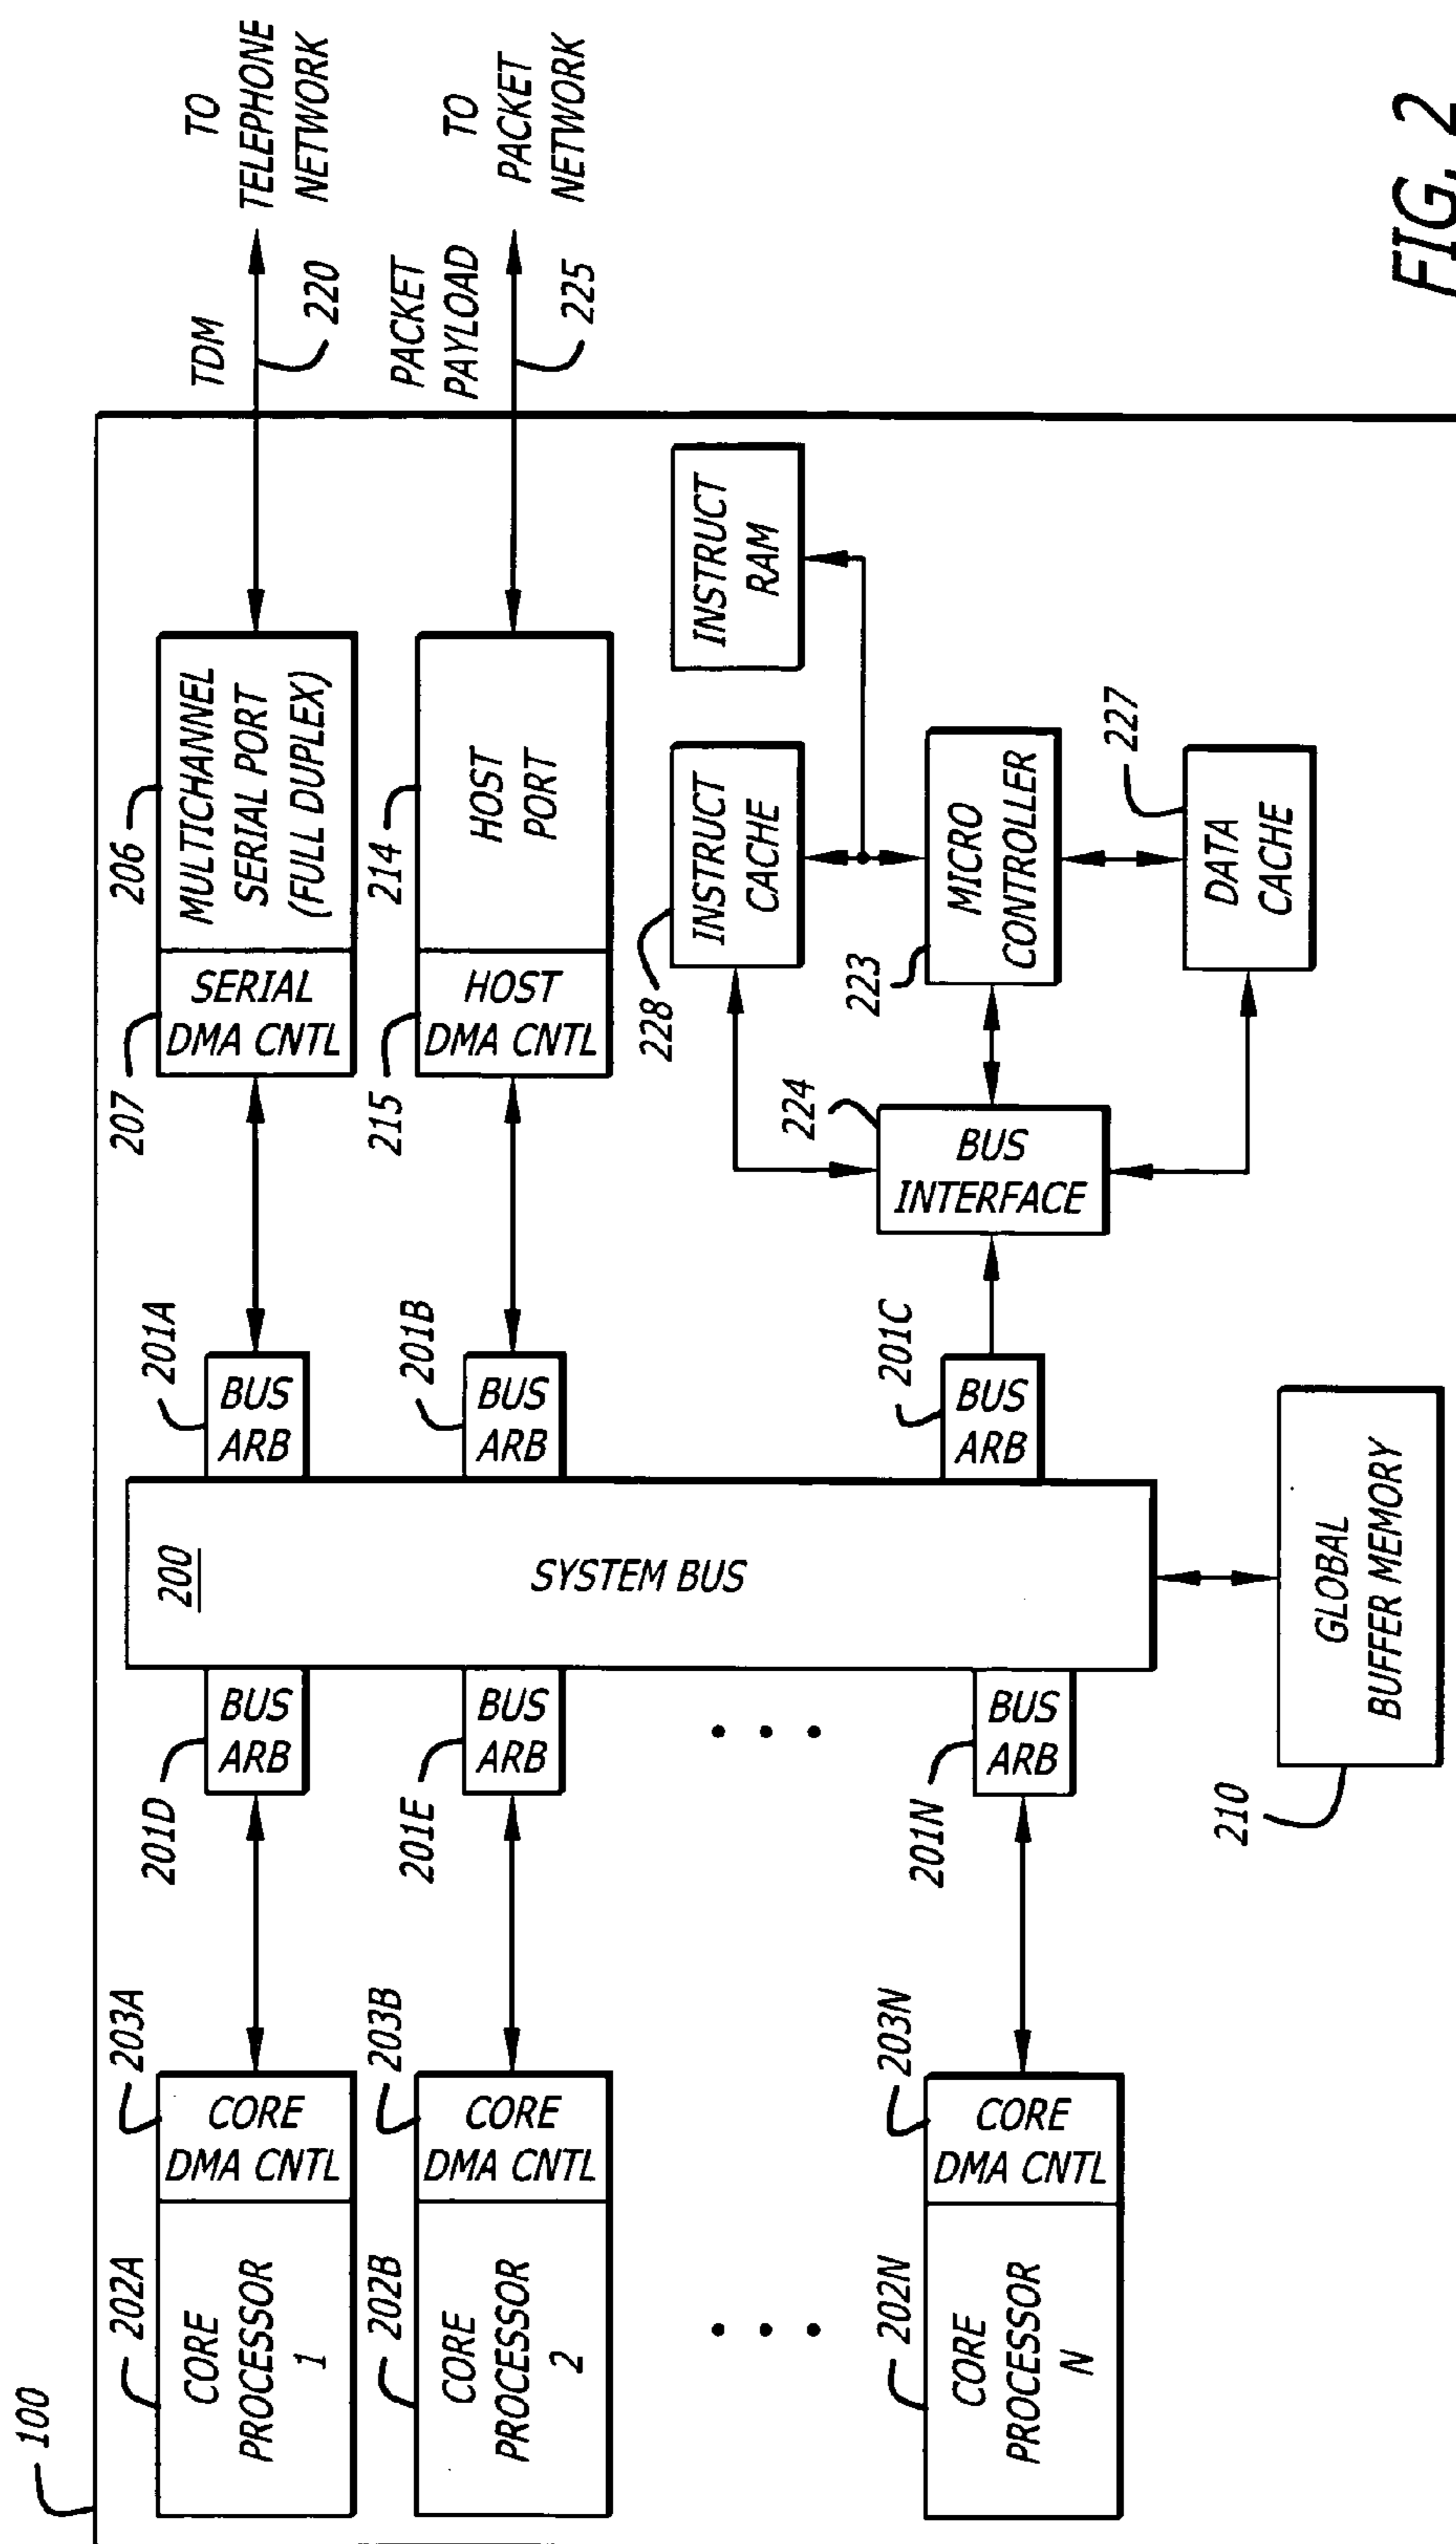 100
202A
CORE
PROCESSOR
1
203A
CORE
DMA CNTL
201D
BUS
ARB
200
SYSTEM BUS
201A
BUS
ARB
207
SERIAL
DMA CNTL
206
MULTICHANNEL
SERIAL PORT
(FULL DUPLEX)
TDM
220
TO
TELEPHONE
NETWORK
202B
CORE
PROCESSOR
2
203B
CORE
DMA CNTL
201E
BUS
ARB
201B
BUS
ARB
215
HOST
DMA CNTL
214
HOST
PORT
PACKET
PAYLOAD
225
TO
PACKET
NETWORK
202N
CORE
PROCESSOR
N
203N
CORE
DMA CNTL
201N
BUS
ARB
201C
BUS
ARB
224
BUS
INTERFACE
228
INSTRUCT
CACHE
INSTRUCT
RAM
223
MICRO
CONTROLLER
227
DATA
CACHE
210
GLOBAL
BUFFER MEMORY
FIG. 2